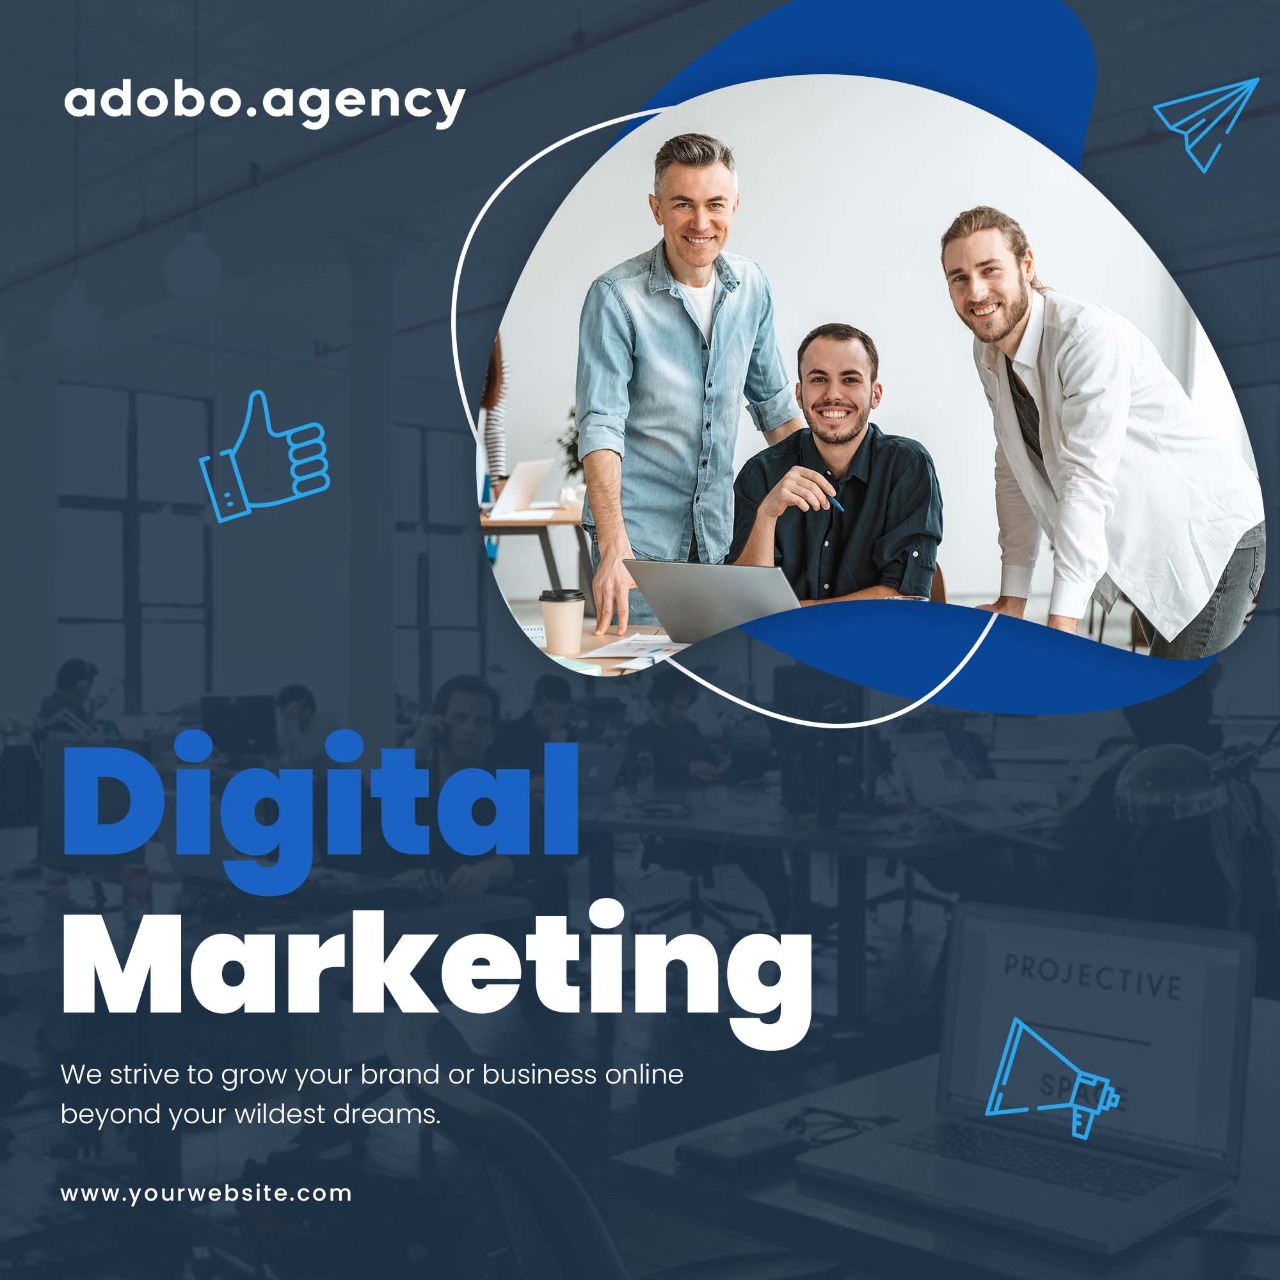 adobo.agency
Digital
Marketing
We strive to grow your brand or business online
beyond your wildest dreams.
www.yourwebsite.com
PROJECTIVE
SPACE